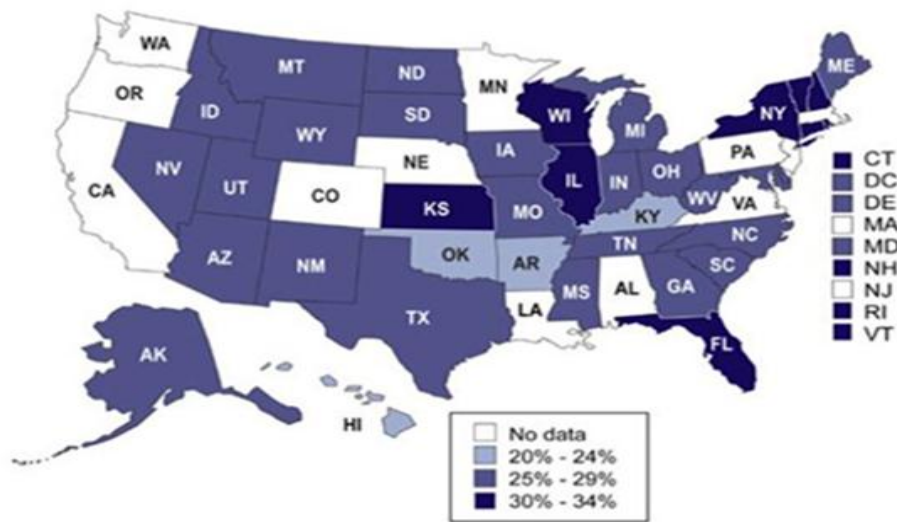 WA
MT
ND
MN
ME
OR
ID
SD
WI
NY
WY
MI
IA
NE
PA
NV
OH
IL
IN
UT
CO
WV
VA
CA
KS
MO
KY
NC
TN
OK
AZ
NM
AR
SC
MS
AL
GA
LA
TX
FL
AK
HI
CT
DC
DE
MA
MD
NH
NJ
RI
VT
No data
20% - 24%
25% - 29%
30% - 34%